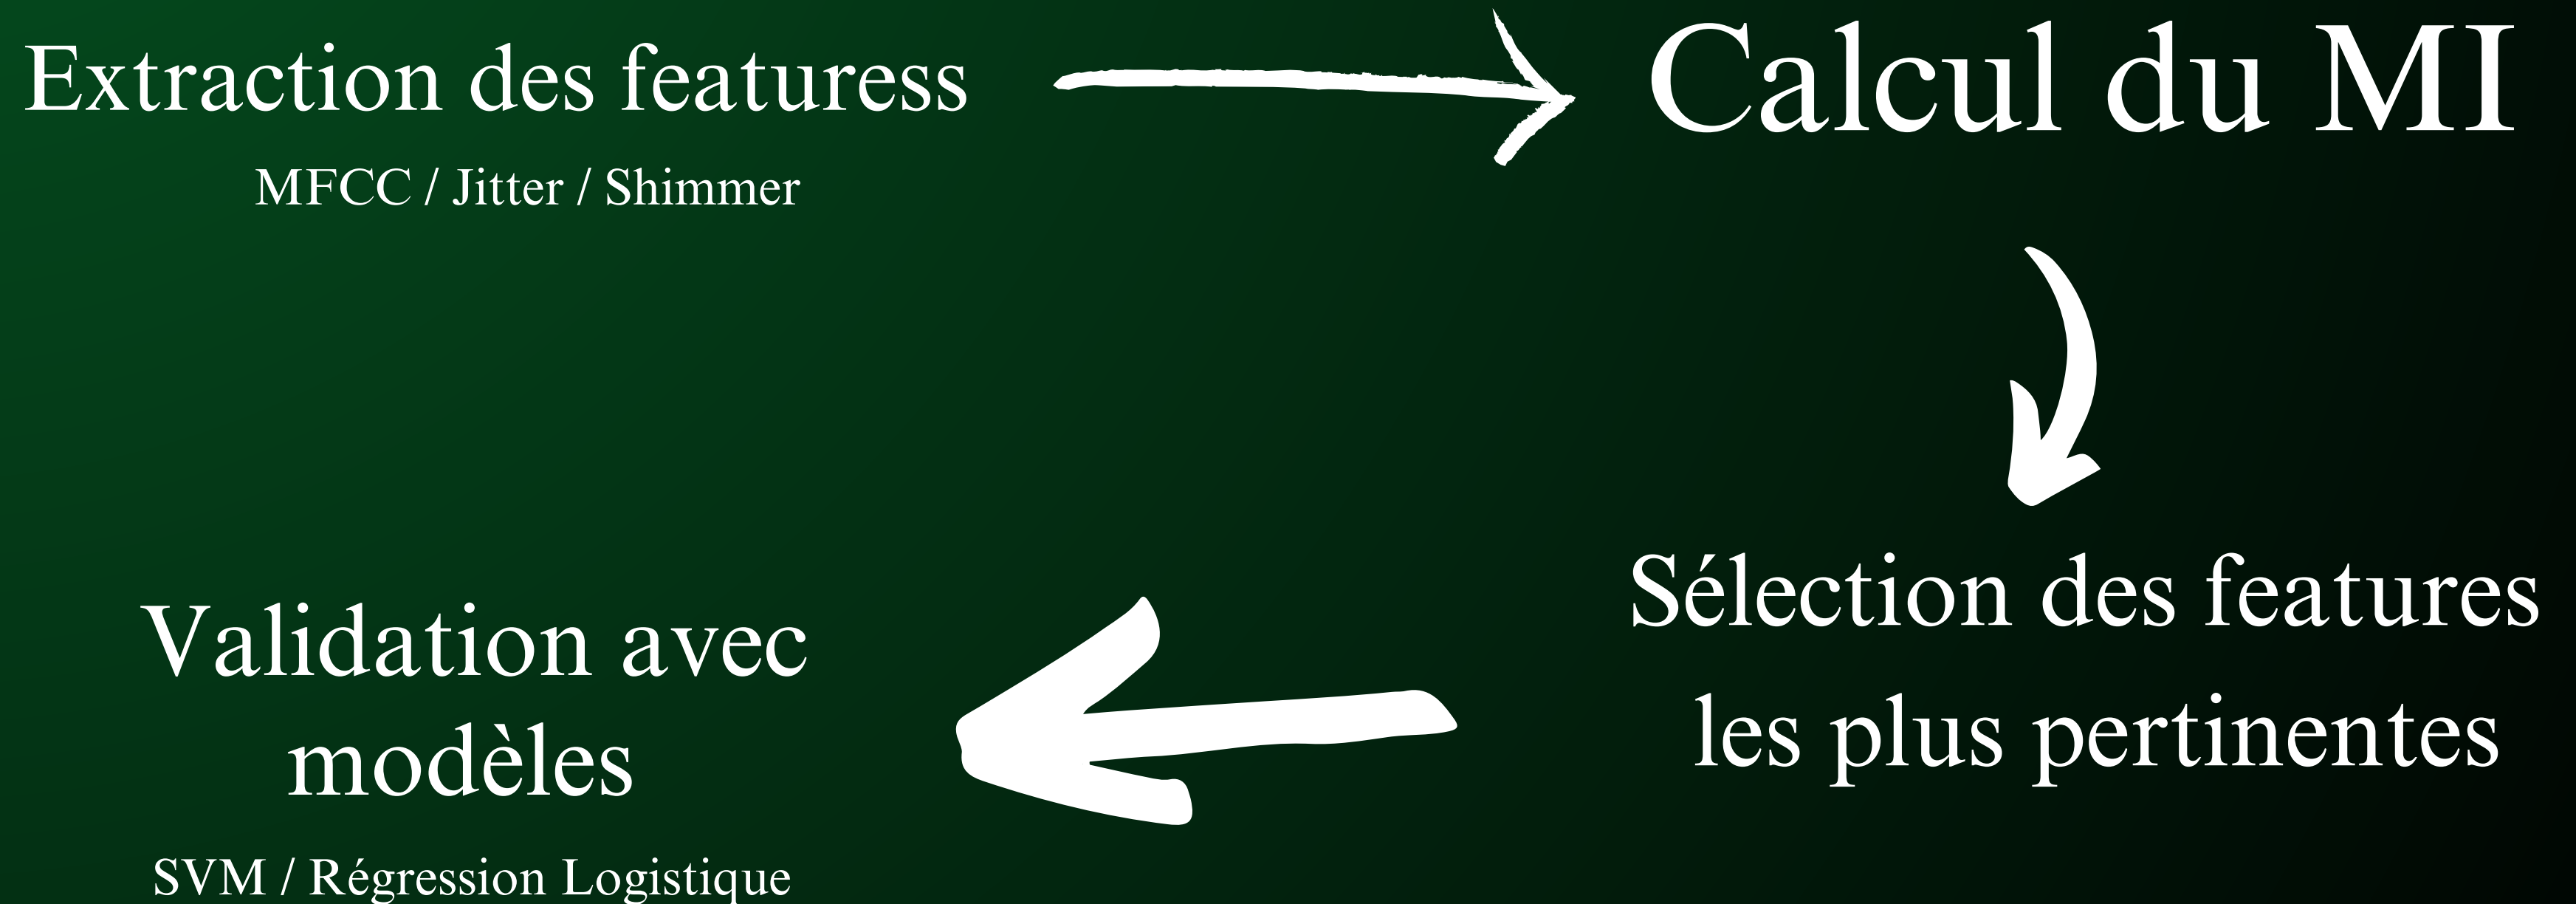 Extraction des featuress
MFCC / Jitter / Shimmer
Calcul du MI
Sélection des features
les plus pertinentes
Validation avec
modèles
SVM / Régression Logistique